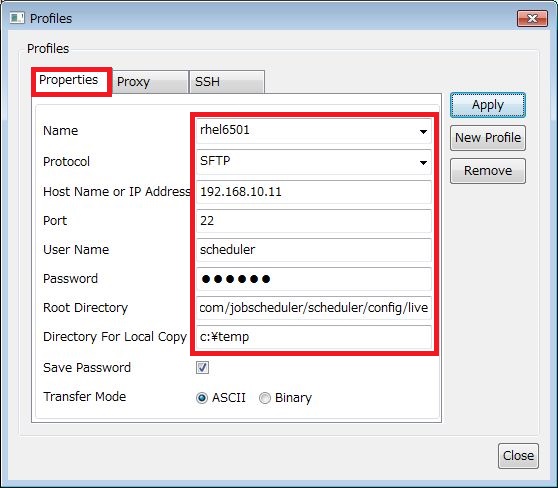 Profiles
Profiles
Properties Proxy SSH
Name rhel6501
Protocol SFTP
Host Name or IP Address 192.168.10.11
Port 22
User Name scheduler
Password ●●●●●●
Root Directory com/jobscheduler/scheduler/config/live
Directory For Local Copy c:¥temp
Save Password
Transfer Mode ASCII Binary
Apply
New Profile
Remove
Close